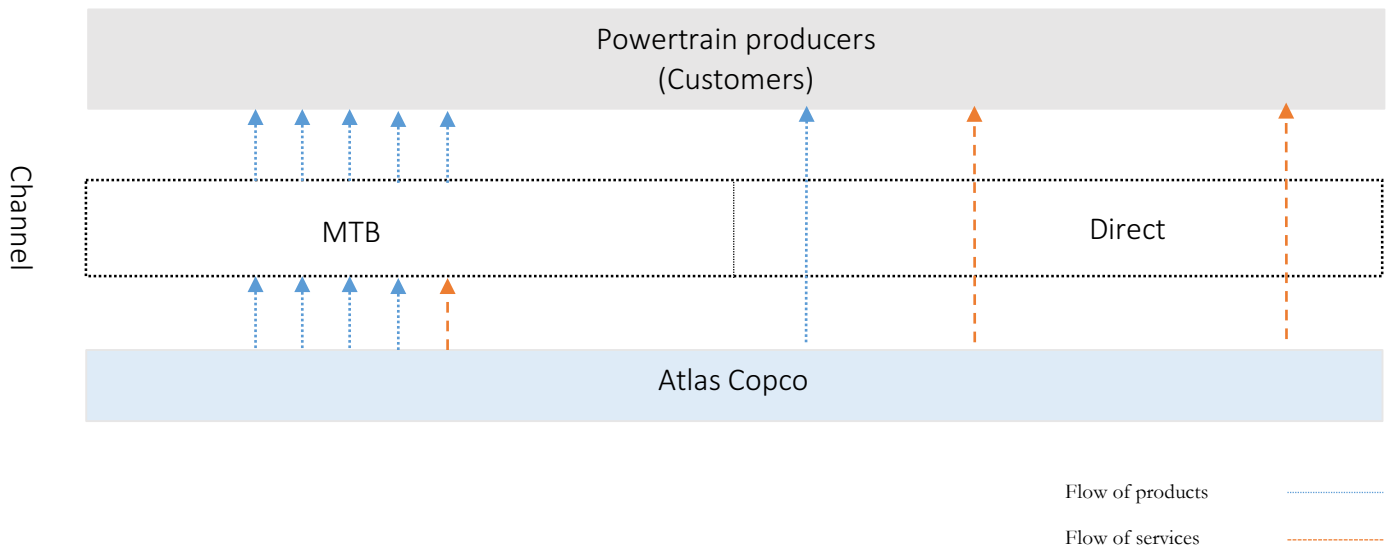 Powertrain producers
(Customers)
Channel
MTB
Direct
Atlas Copco
Flow of products
Flow of services